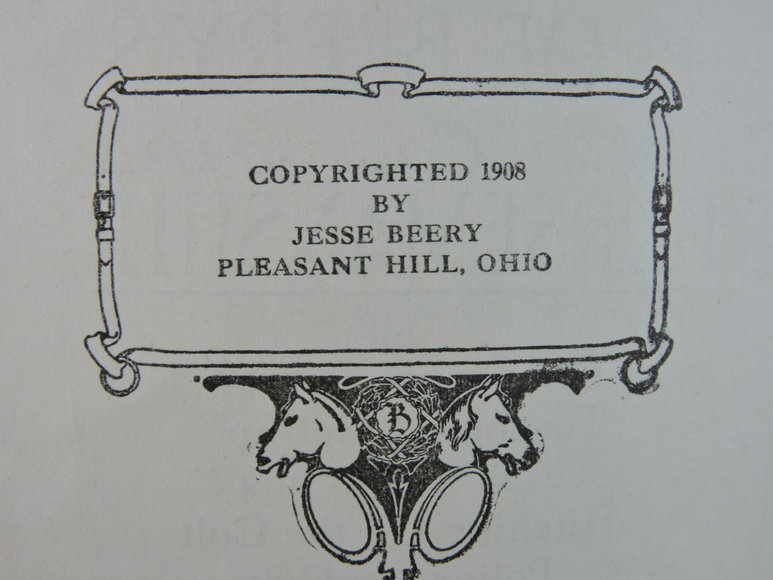 COPYRIGHTED 1908
BY
JESSE BEERY
PLEASANT HILL, OHIO
B